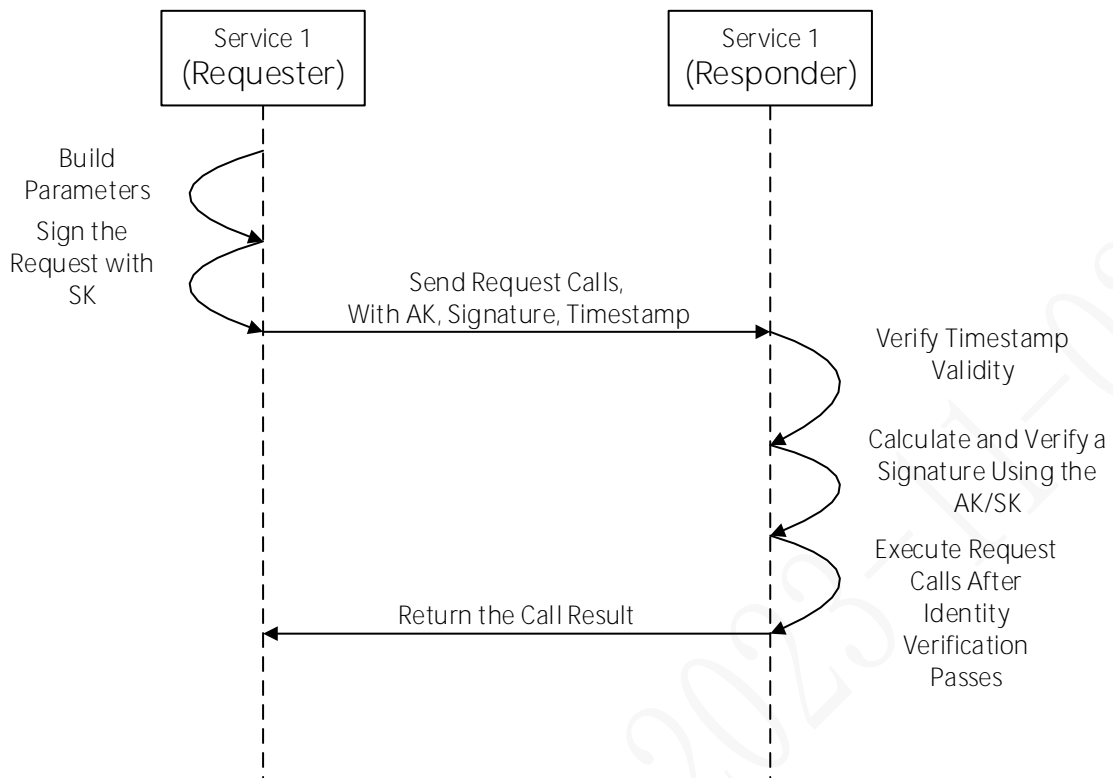 Service 1
(Requester)
Service 1
(Responder)
Build
Parameters
Sign the
Request with
SK
Send Request Calls,
With AK, Signature, Timestamp
Verify Timestamp
Validity
Calculate and Verify a
Signature Using the
AK/SK
Execute Request
Calls After
Identity
Verification
Passes
Return the Call Result